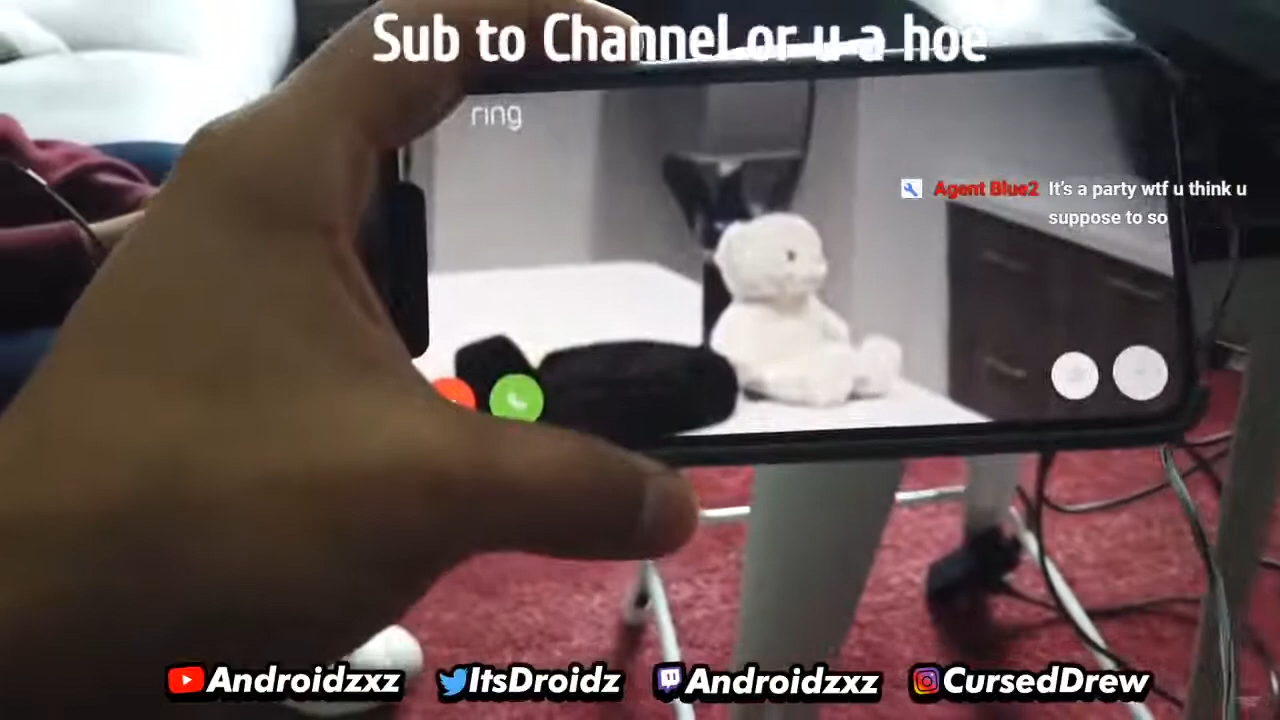 Sub to Channel or u a hoe
ring
Agent Blue2 It's a party wtf u think u
suppose to so
Androidzxz ItsDroidz Androidzxz CursedDrew